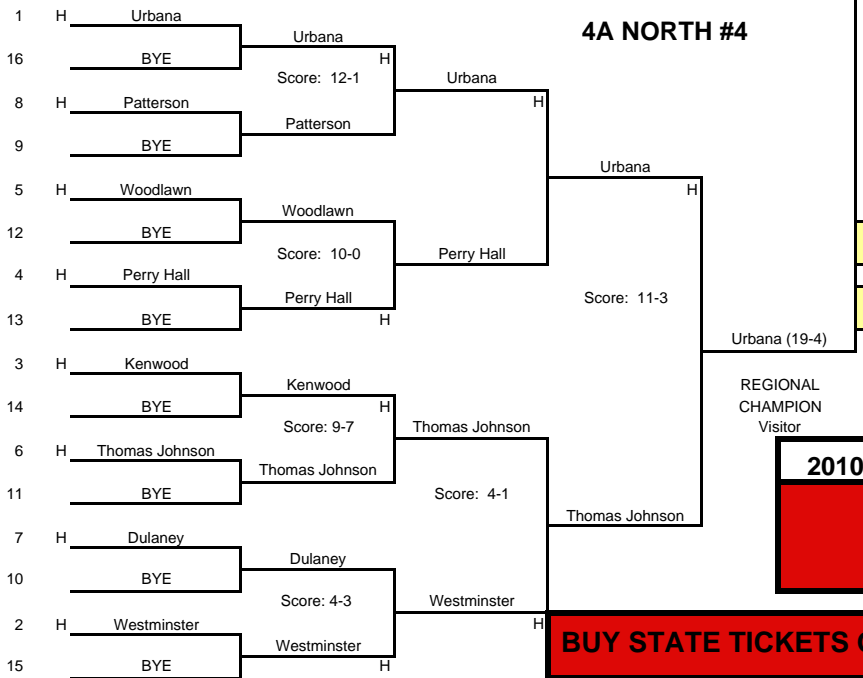 4A NORTH #4
1 H Urbana
16 BYE
Urbana
H
Score: 12-1
8 H Patterson
9 BYE
Patterson
Urbana
H
5 H Woodlawn
12 BYE
Woodlawn
Score: 10-0
4 H Perry Hall
13 BYE
Perry Hall
H
Perry Hall
Urbana
H
Score: 11-3
3 H Kenwood
14 BYE
Kenwood
H
Score: 9-7
6 H Thomas Johnson
11 BYE
Thomas Johnson
Thomas Johnson
Score: 4-1
7 H Dulaney
10 BYE
Dulaney
Score: 4-3
2 H Westminster
15 BYE
Westminster
H
Westminster
H
Thomas Johnson
Urbana (19-4)
REGIONAL
CHAMPION
Visitor
2010
BUY STATE TICKETS